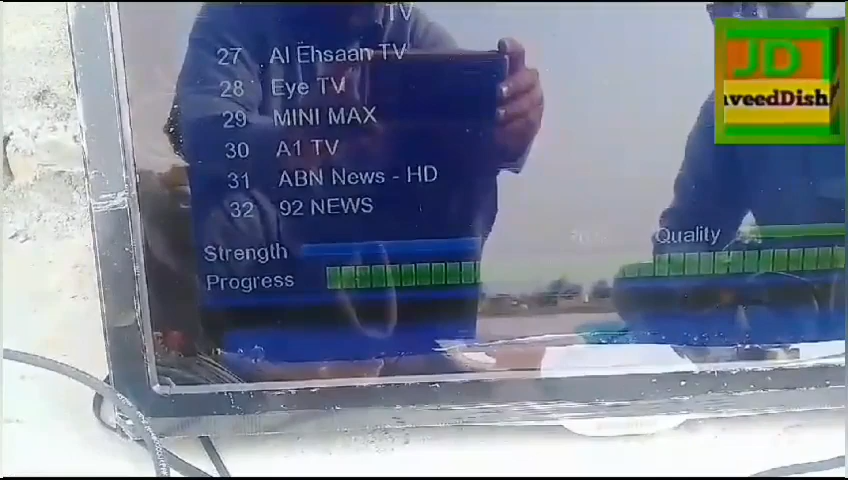 TV
27 Al Ehsaan TV
28 Eye TV
29 MINI MAX
30 A1 TV
31 ABN News - HD
32 92 NEWS
Strength
Quality
Progress
JD
aveedDish